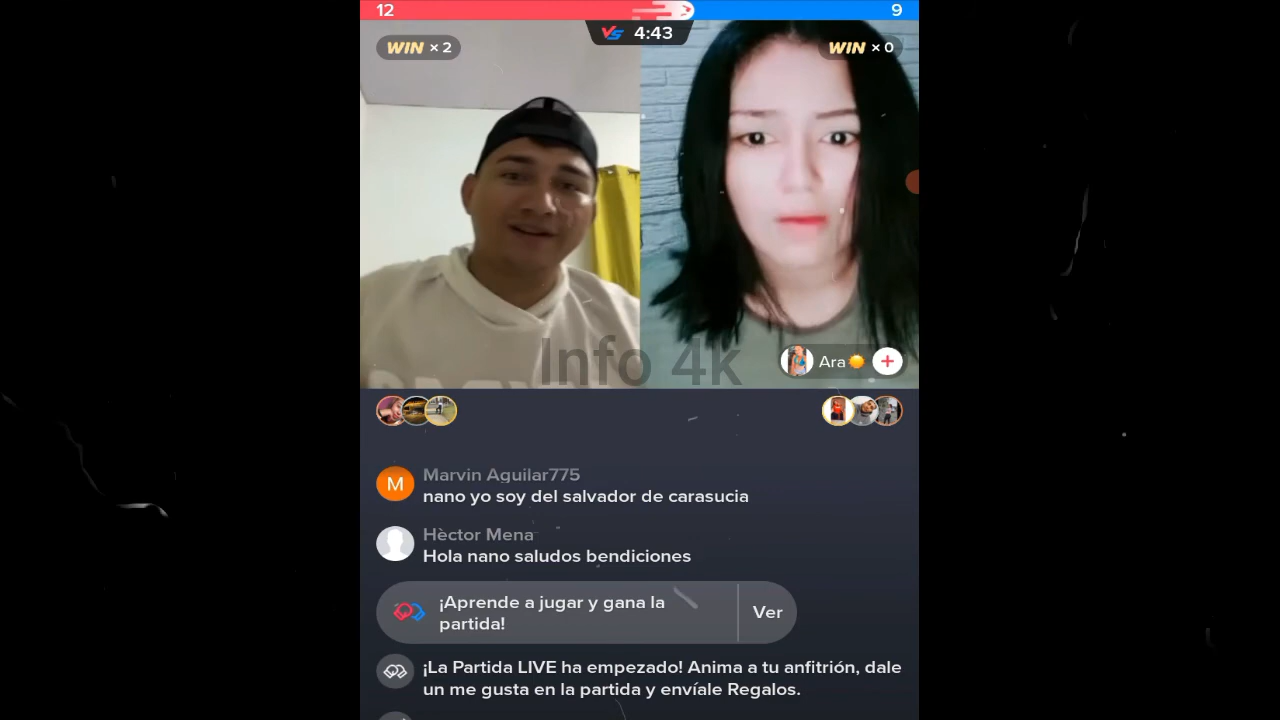 12
9
VS 4:43
WIN × 2
WIN × 0
Info 4k
Ara
Marvin Aguilar775
nano yo soy del salvador de carasucia
Hèctor Mena
Hola nano saludos bendiciones
¡Aprende a jugar y gana la
partida!
Ver
M
¡La Partida LIVE ha empezado! Anima a tu anfitrión, dale
un me gusta en la partida y envíale Regalos.